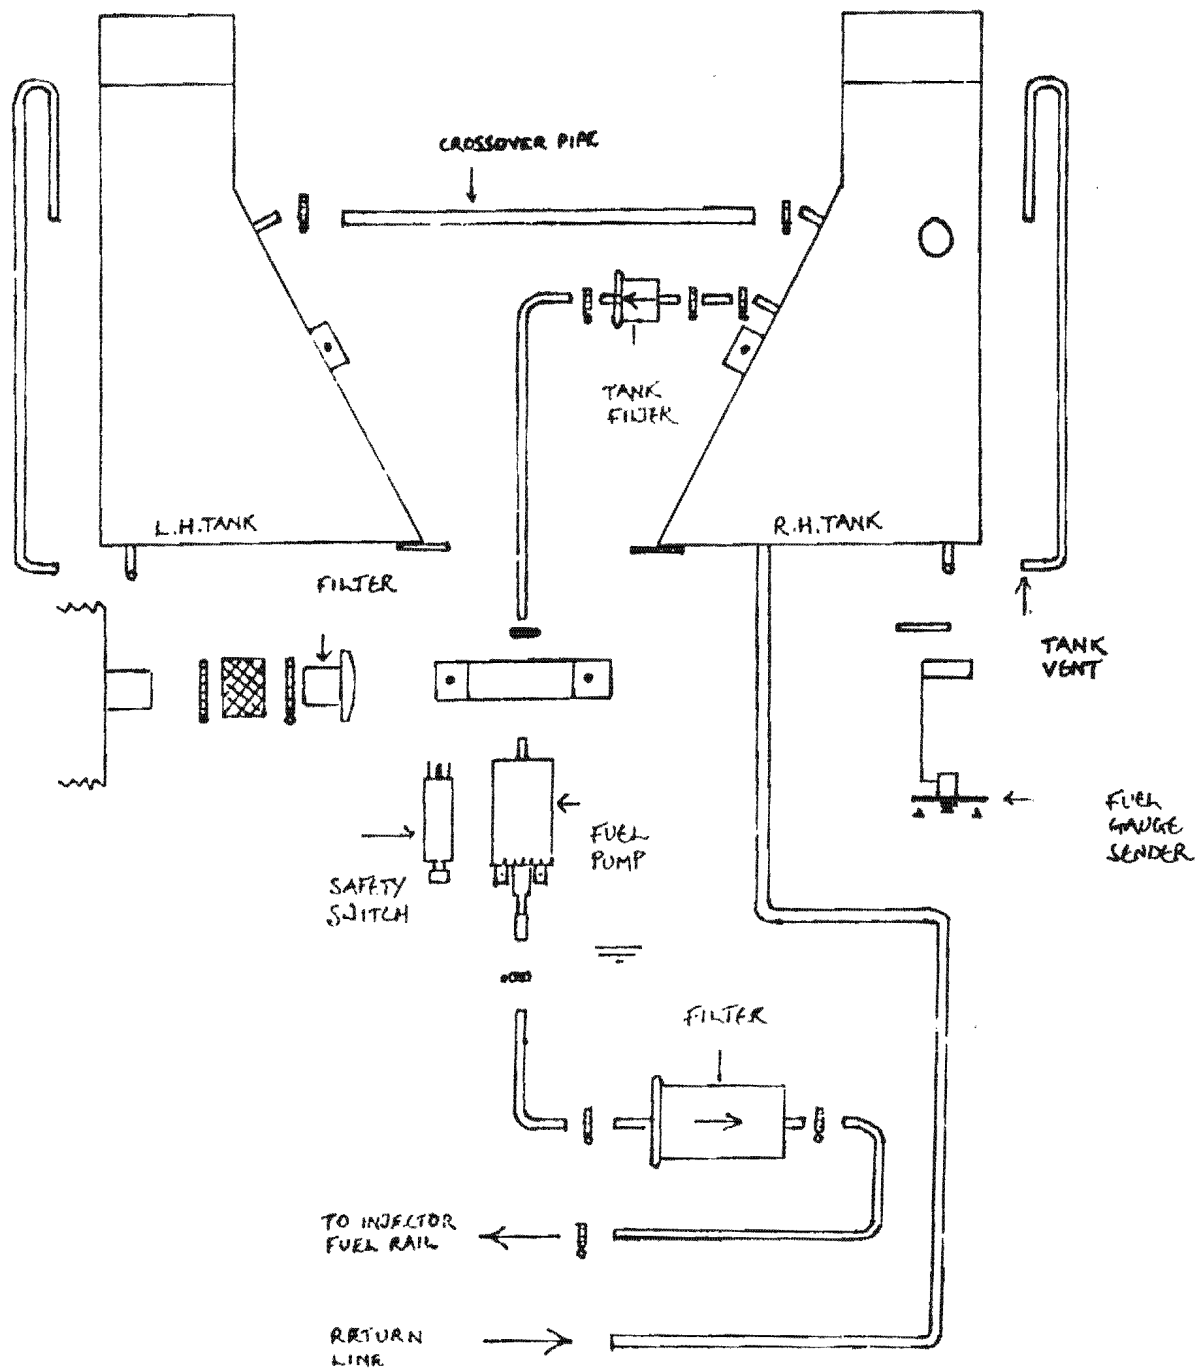 CROSSOVER PIPE
TANK
FILTER
L.H.TANK
R.H.TANK
FILTER
TANK
VENT
FUEL
GAUGE
SENDER
FUEL
PUMP
SAFETY
SWITCH
FILTER
TO INJECTOR
FUEL RAIL
RETURN
LINE